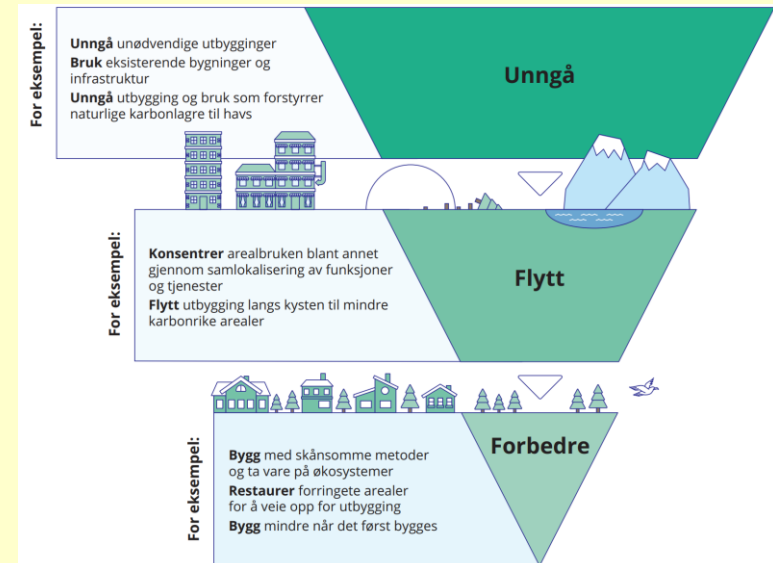 For eksempel:
Unngå unødvendige utbygginger
Bruk eksisterende bygninger og
infrastruktur
Unngå utbygging og bruk som forstyrrer
naturlige karbonlagre til havs
Unngå
For eksempel:
Konsentrer arealbruken blant annet
gjennom samlokalisering av funksjoner
og tjenester
Flytt utbygging langs kysten til mindre
karbonrike arealer
Flytt
For eksempel:
Bygg med skånsomme metoder
og ta vare på økosystemer
Restaurer forringete arealer
for å veie opp for utbygging
Bygg mindre når det først bygges
Forbedre